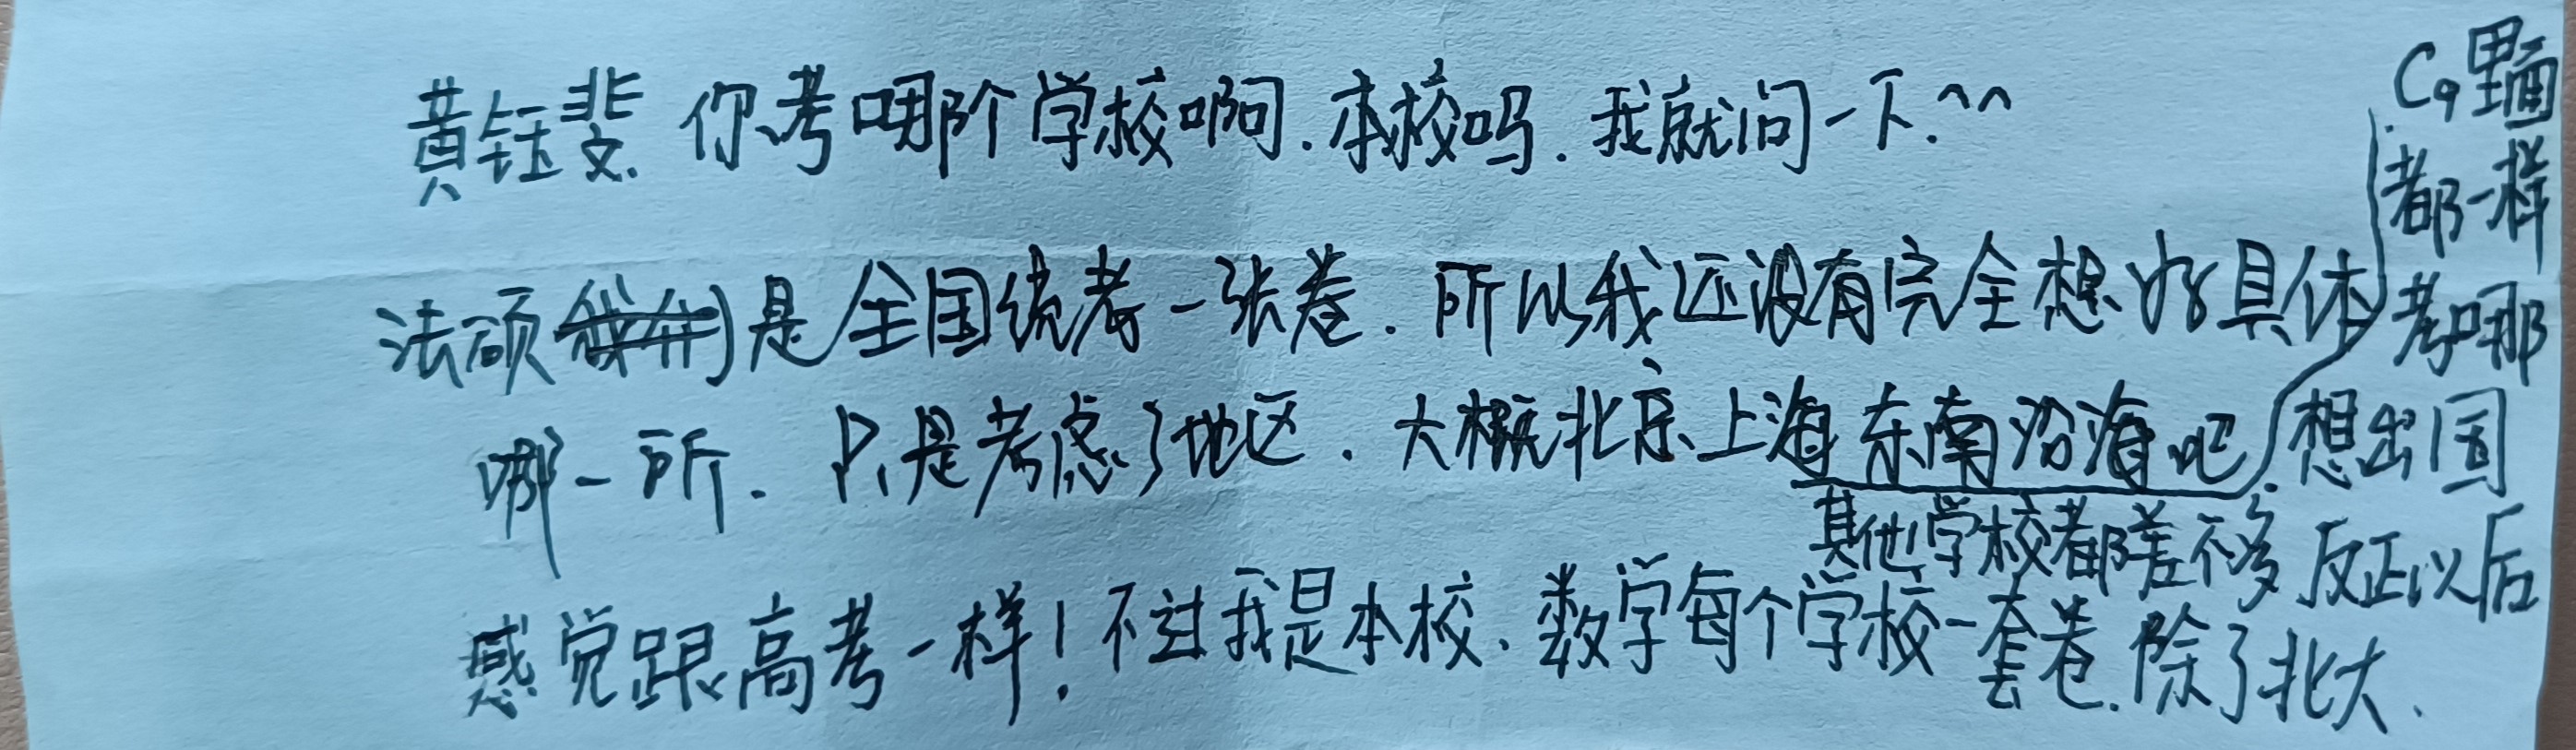 黄钰斐. 你考哪个学校啊. 本校吗. 我就问一下.^^
法硕是全国统考一张卷. 所以我还没有完全想好具体
哪一所. 只是考虑了地区. 大概北京上海东南沿海吧
感觉跟高考一样! 不过我是本校. 数学每个学校一套卷. 除了北大、
其他学校都差不多 反正以后
想出国
C9里面
都一样
考哪